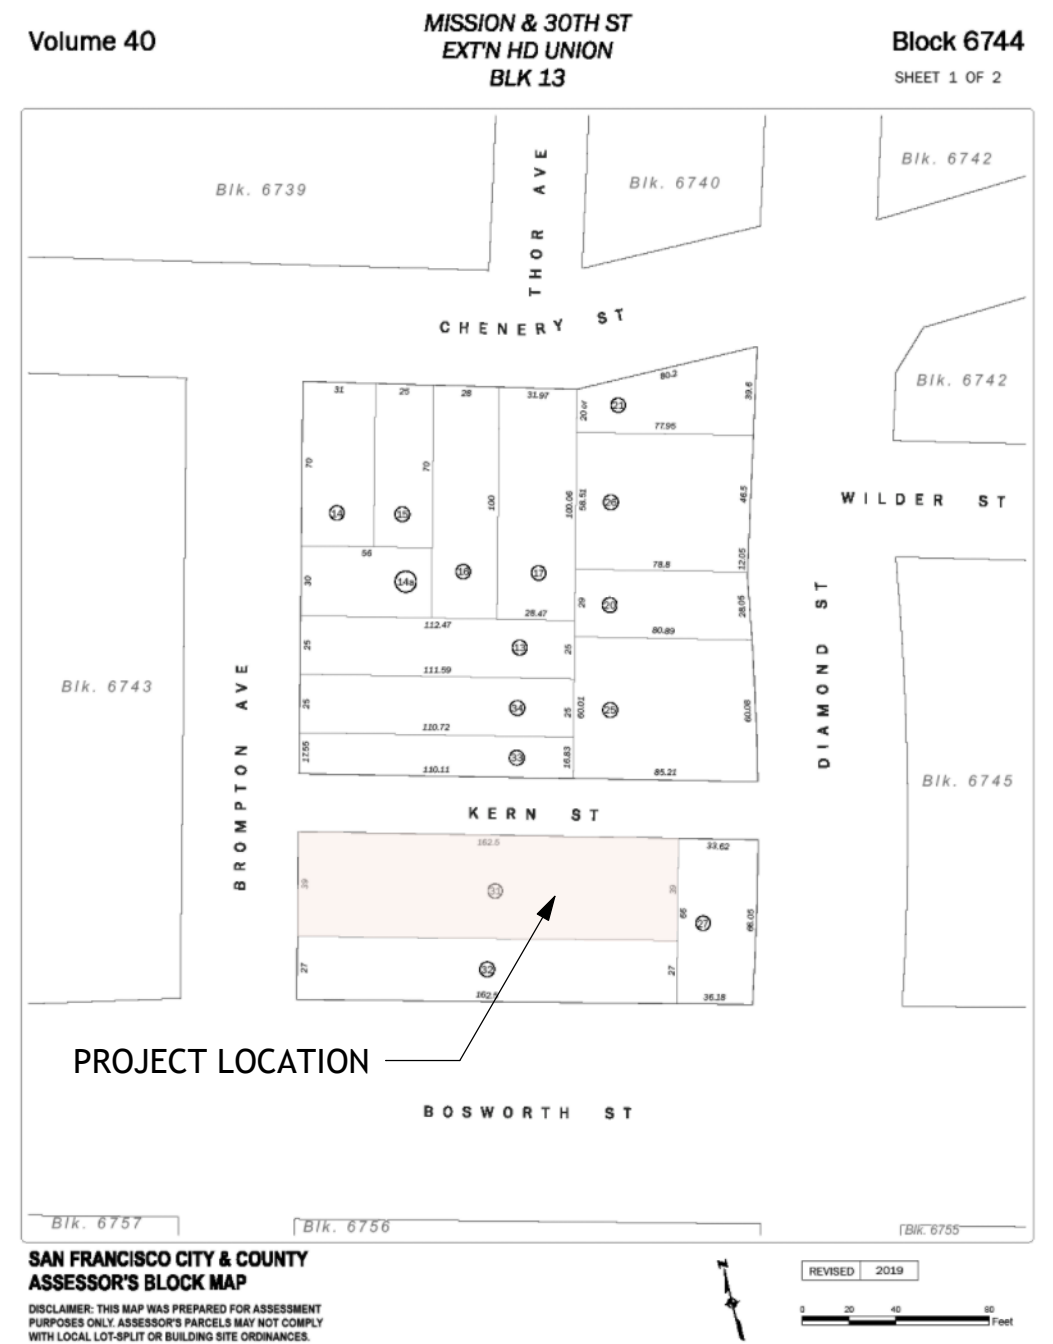 Volume 40
MISSION & 30TH ST
EXT'N HD UNION
BLK 13
Block 6744
SHEET 1 OF 2
Blk. 6739
THOR AVE
Blk. 6740
Blk. 6742
CHENERY ST
Blk. 6742
31
25
28
31.97
80.2
39.6
20 or
21
77.95
70
70
100
100.06
58.51
26
46.5
WILDER ST
14
15
56
14a
16
17
78.8
12.05
30
28.47
29
20
80.89
25.05
112.47
25
13
25
111.59
Blk. 6743
BROMPTON AVE
25
34
25
60.01
25
60.08
DIAMOND ST
110.72
17.55
33
16.83
110.11
85.21
Blk. 6745
KERN ST
162.5
33.62
39
31
39
66
27
66.05
27
32
27
162.5
36.18
PROJECT LOCATION
BOSWORTH ST
Blk. 6757
Blk. 6756
Blk. 6755
SAN FRANCISCO CITY & COUNTY
ASSESSOR'S BLOCK MAP
DISCLAIMER: THIS MAP WAS PREPARED FOR ASSESSMENT
PURPOSES ONLY. ASSESSOR'S PARCELS MAY NOT COMPLY
WITH LOCAL LOT-SPLIT OR BUILDING SITE ORDINANCES.
N
REVISED 2019
0 20 40 80
Feet